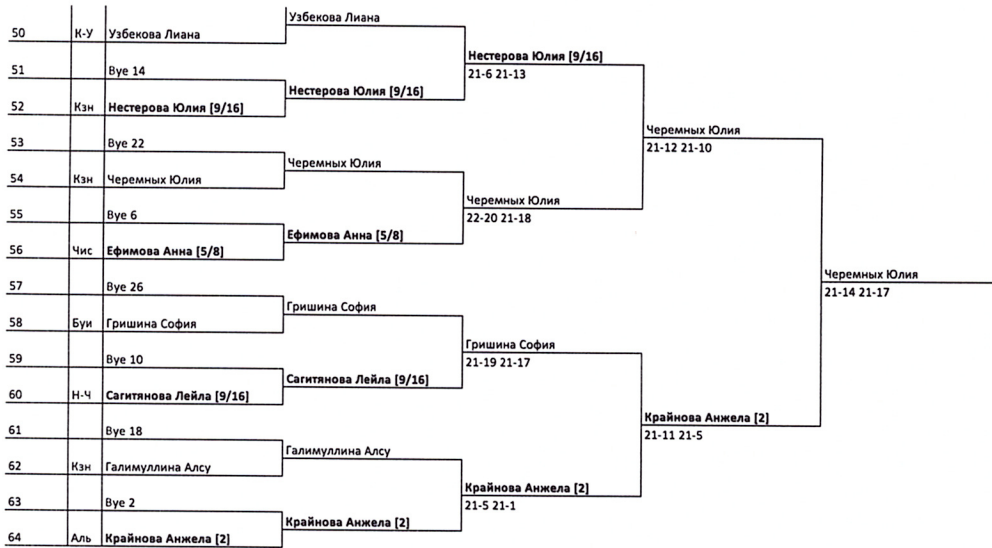 Узбекова Лиана
50 К-У Узбекова Лиана
Нестерова Юлия [9/16]
51 Bye 14
21-6 21-13
Нестерова Юлия [9/16]
52 Кзн Нестерова Юлия [9/16]
Черемных Юлия
53 Bye 22
21-12 21-10
Черемных Юлия
54 Кзн Черемных Юлия
Черемных Юлия
55 Bye 6
22-20 21-18
Ефимова Анна [5/8]
56 Чис Ефимова Анна [5/8]
Черемных Юлия
57 Bye 26
21-14 21-17
Гришина София
58 Буи Гришина София
Гришина София
59 Bye 10
21-19 21-17
Сагитянова Лейла [9/16]
60 Н-Ч Сагитянова Лейла [9/16]
Крайнова Анжела [2]
61 Bye 18
21-11 21-5
Галимуллина Алсу
62 Кзн Галимуллина Алсу
Крайнова Анжела [2]
63 Bye 2
21-5 21-1
Крайнова Анжела [2]
64 Аль Крайнова Анжела [2]